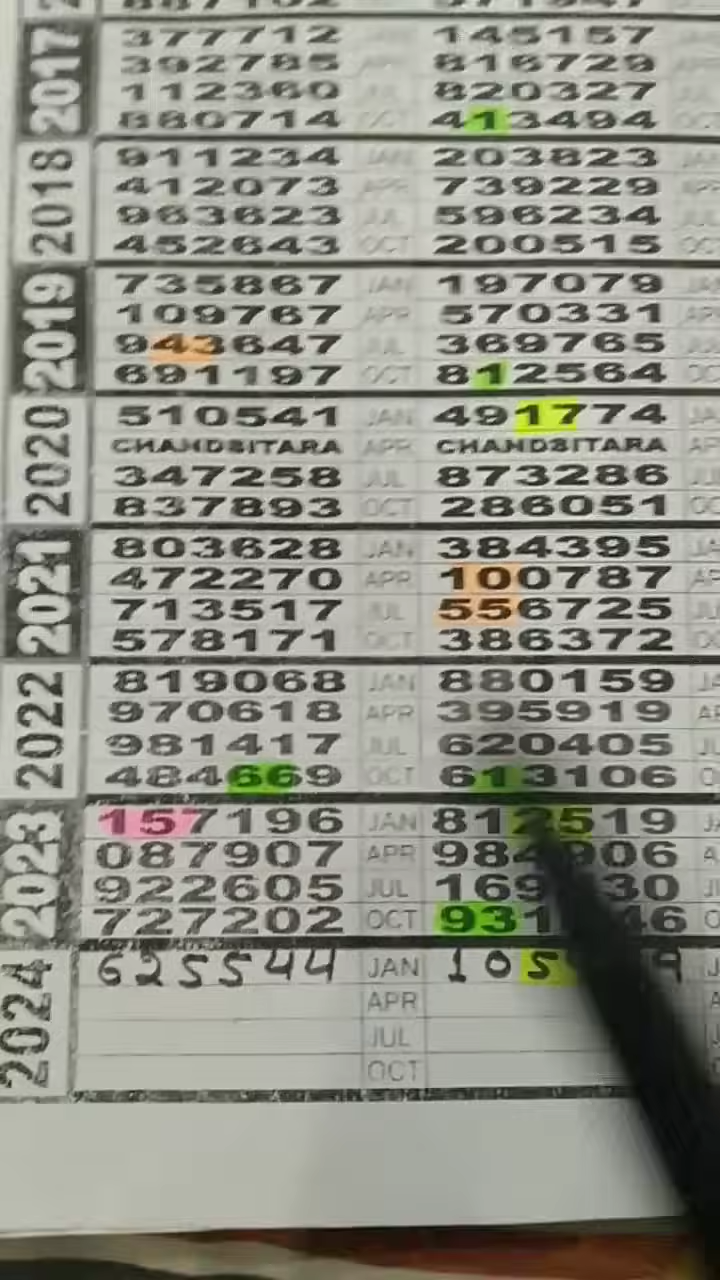 2017
377712 JAN 145157
392785 APR 816729
112360 JUL 820327
880714 OCT 413494
2018
911234 JAN 203823
412073 APR 739229
963623 JUL 596234
452643 OCT 200515
2019
735867 JAN 197079
109767 APR 570331
943647 JUL 369765
691197 OCT 812564
2020
510541 JAN 491774
CHANDSITARA APR CHANDSITARA
347258 JUL 873286
837893 OCT 286051
2021
803628 JAN 384395
472270 APR 100787
713517 JUL 556725
578171 OCT 386372
2022
819068 JAN 880159
970618 APR 395919
981417 JUL 620405
484669 OCT 613106
2023
157196 JAN 812519
087907 APR
922605 JUL
727202 OCT
2024
625544 JAN
APR
JUL
OCT